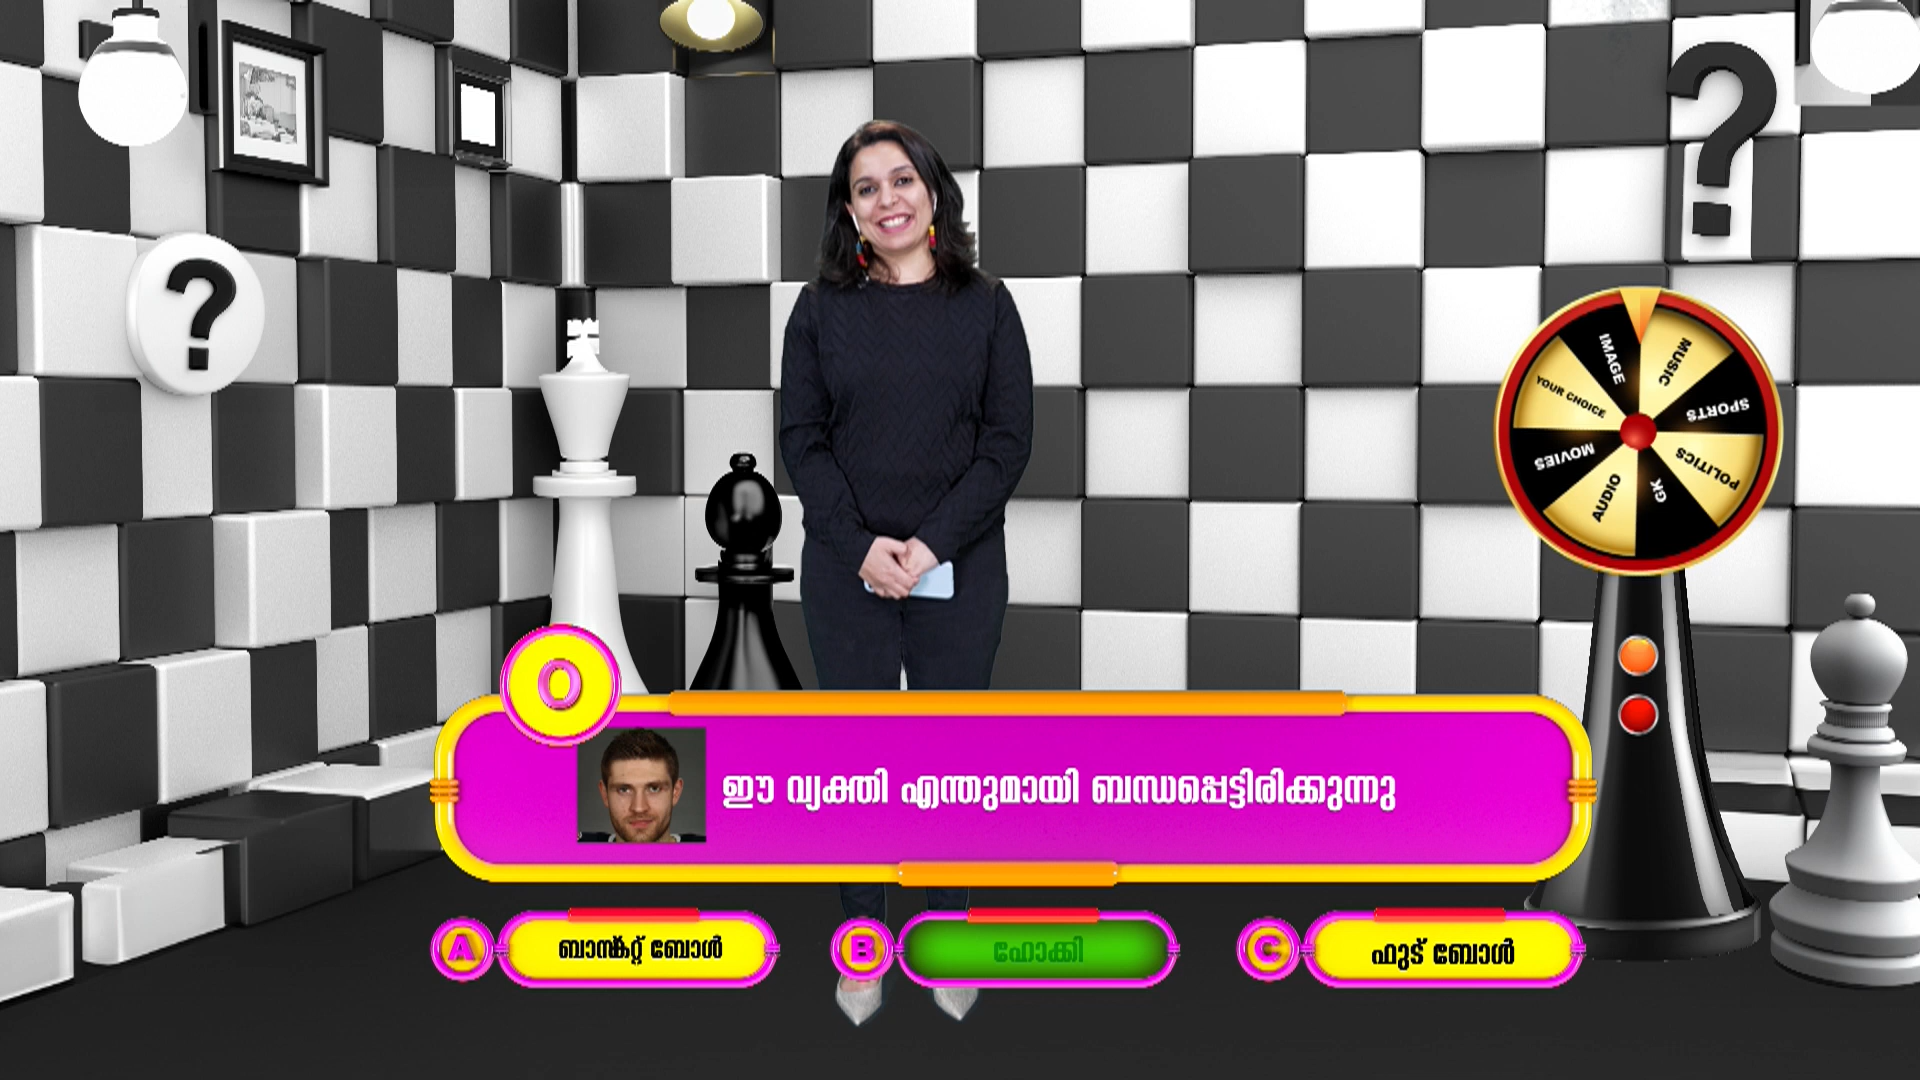 ?
?
IMAGE
MUSIC
SPORTS
POLITICS
GK
AUDIO
MOVIES
YOUR CHOICE
Q
ഈ വ്യക്തി എന്തുമായി ബന്ധപ്പെട്ടിരിക്കുന്നു
A ബാസ്ക്കറ്റ് ബോൾ
B ഹോക്കി
C ഫുട് ബോൾ